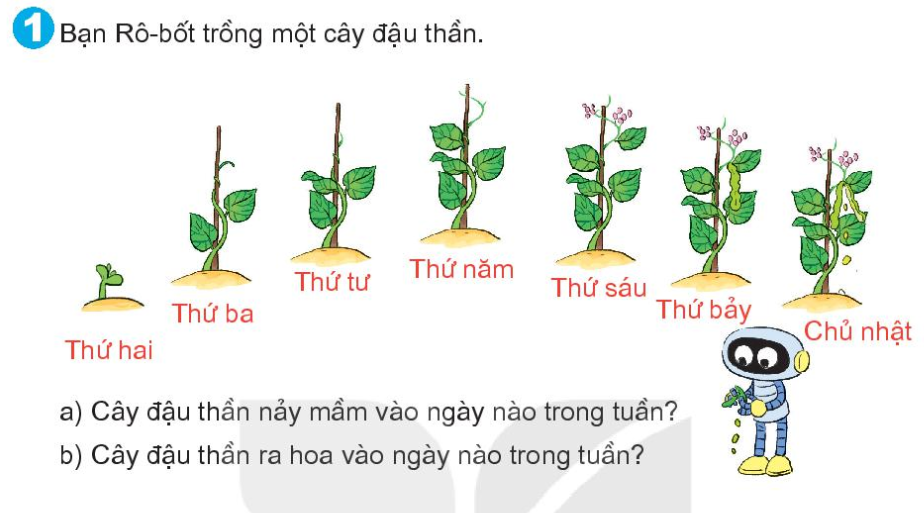 1 Bạn Rô-bốt trồng một cây đậu thần.
Thứ hai
Thứ ba
Thứ tư
Thứ năm
Thứ sáu
Thứ bảy
Chủ nhật
a) Cây đậu thần nảy mầm vào ngày nào trong tuần?
b) Cây đậu thần ra hoa vào ngày nào trong tuần?